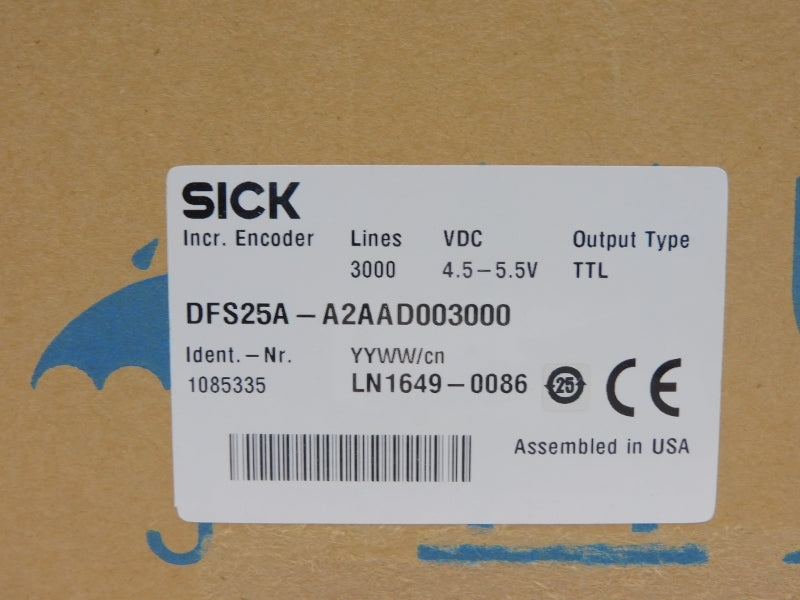 SICK
Incr. Encoder Lines VDC Output Type
3000 4.5-5.5V TTL
DFS25A-A2AAD003000
Ident.-Nr. YYWW/cn
1085335 LN1649-0086 25 CE
Assembled in USA